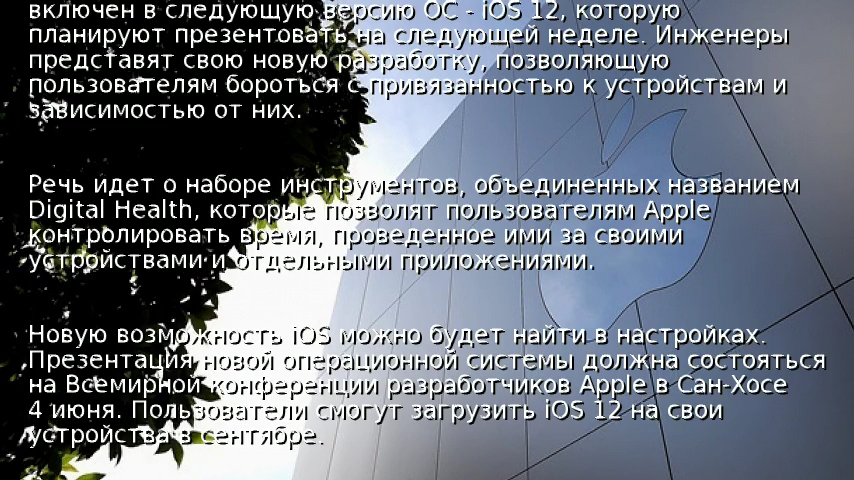 включен в следующую версию ОС - iOS 12, которую
планируют презентовать на следующей неделе. Инженеры
представят свою новую разработку, позволяющую
пользователям бороться с привязанностью к устройствам и
зависимостью от них.
Речь идет о наборе инструментов, объединенных названием
Digital Health, которые позволят пользователям Apple
контролировать время, проведенное ими за своими
устройствами и отдельными приложениями.
Новую возможность iOS можно будет найти в настройках.
Презентация новой операционной системы должна состояться
на Всемирной конференции разработчиков Apple в Сан-Хосе
4 июня. Пользователи смогут загрузить iOS 12 на свои
устройства в сентябре.